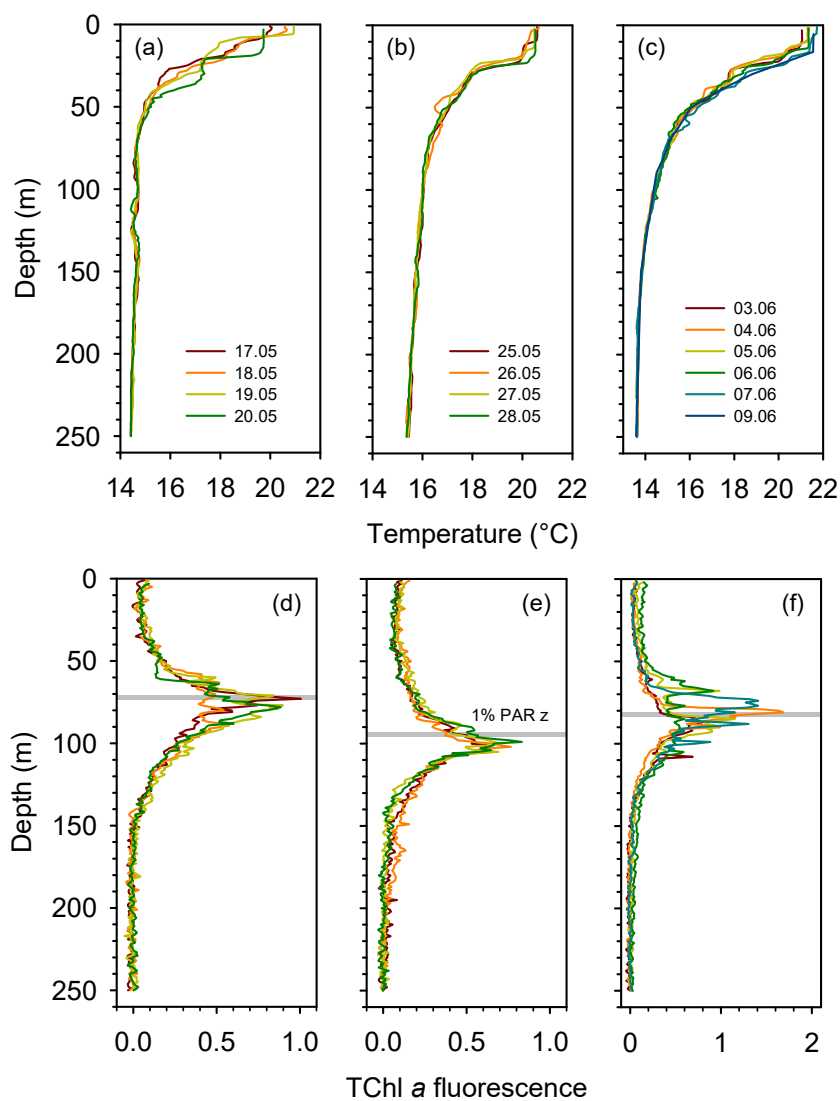 (a) (b) (c)
0
50
100
150
200
250
Depth (m)
17.05
18.05
19.05
20.05
25.05
26.05
27.05
28.05
03.06
04.06
05.06
06.06
07.06
09.06
14 16 18 20 22 14 16 18 20 22 14 16 18 20 22
Temperature (°C)
(d) (e) (f)
0
50
100
150
200
250
Depth (m)
1% PAR z
0.0 0.5 1.0 0.0 0.5 1.0 0 1 2
TChl a fluorescence